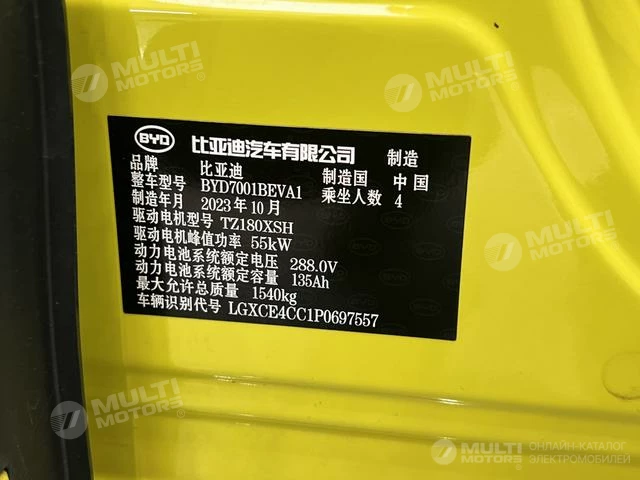 MULTI MOTORS®
MULTI MOTORS®
BYD 比亚迪汽车有限公司 制造
品牌 比亚迪 制造国 中国
整车型号 BYD7001BEVA1 乘坐人数 4
制造年月 2023年10月
驱动电机型号 TZ180XSH
驱动电机峰值功率 55kW
动力电池系统额定电压 288.0V
动力电池系统额定容量 135Ah
最大允许总质量 1540kg
车辆识别代号 LGXCE4CC1P0697557
MULTI MOTORS®
MULTI MOTORS®
MULTI MOTORS® ОНЛАЙН-КАТАЛОГ ЭЛЕКТРОМОБИЛЕЙ